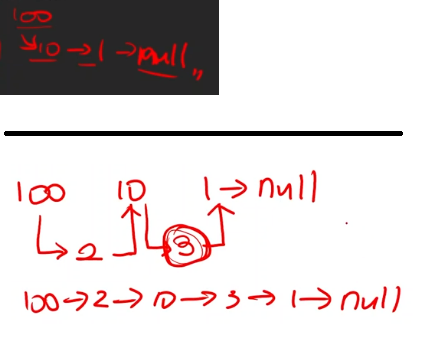 100
10 → 1 → null,,
100 10 1 → null
2 3
100 → 2 → 10 → 3 → 1 → null